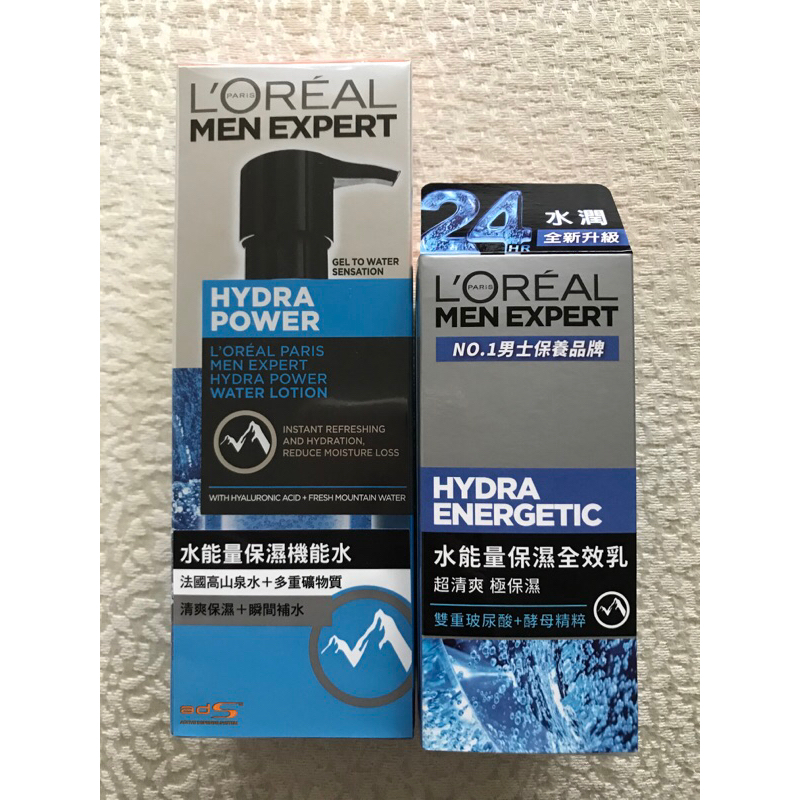 L'ORÉAL
PARIS
MEN EXPERT
GEL TO WATER
SENSATION
HYDRA
POWER
L'ORÉAL PARIS
MEN EXPERT
HYDRA POWER
WATER LOTION
INSTANT REFRESHING
AND HYDRATION,
REDUCE MOISTURE LOSS
WITH HYALURONIC ACID + FRESH MOUNTAIN WATER
水能量保濕機能水
法國高山泉水+多重礦物質
清爽保濕+瞬間補水
adS
24HR
水潤
全新升級
L'ORÉAL
PARIS
MEN EXPERT
NO.1男士保養品牌
HYDRA
ENERGETIC
水能量保濕全效乳
超清爽 極保濕
雙重玻尿酸+酵母精粹